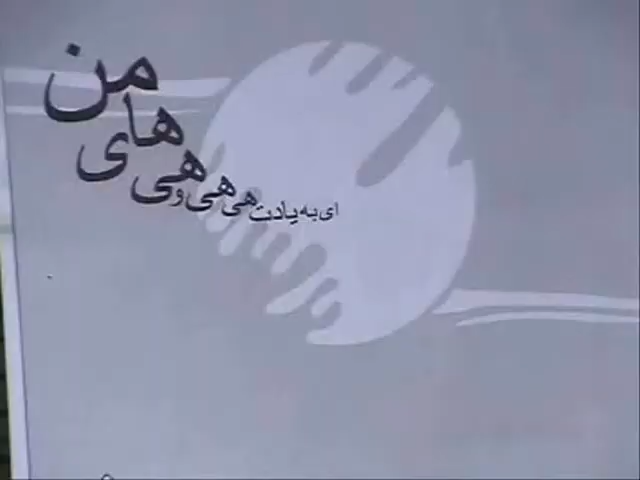 ای به یادت هی هی و هی های من